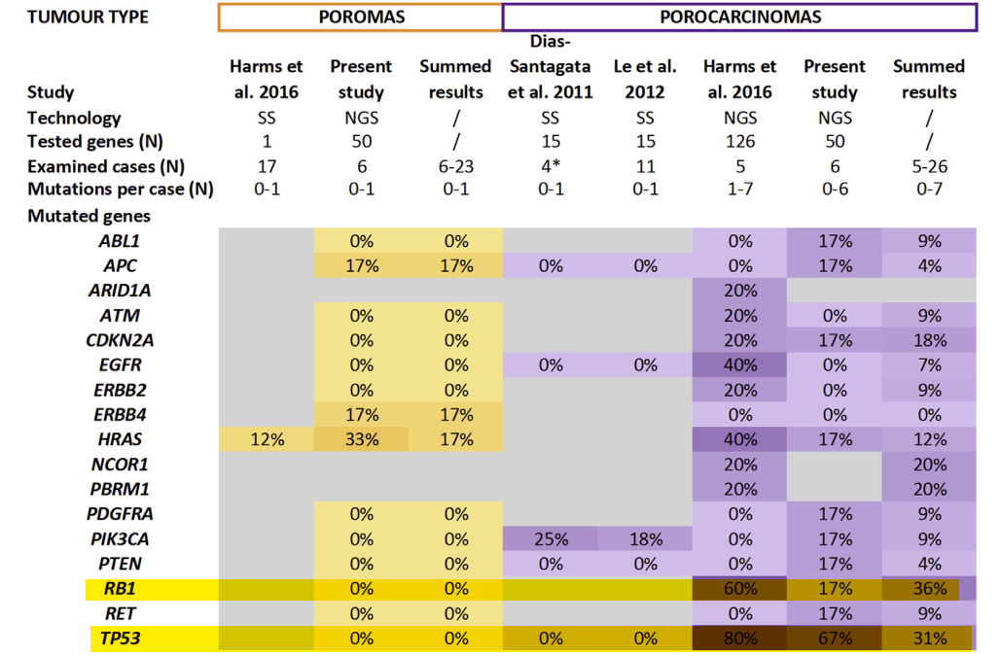 TUMOUR TYPE POROMAS POROCARCINOMAS
Dias-
Harms et Present Summed Santagata Le et al. Harms et Present Summed
Study al. 2016 study results et al. 2011 2012 al. 2016 study results
Technology SS NGS / SS SS NGS NGS /
Tested genes (N) 1 50 / 15 15 126 50 /
Examined cases (N) 17 6 6-23 4* 11 5 6 5-26
Mutations per case (N) 0-1 0-1 0-1 0-1 0-1 1-7 0-6 0-7
Mutated genes
ABL1 0% 0% 0% 17% 9%
APC 17% 17% 0% 0% 0% 17% 4%
ARID1A 20%
ATM 0% 0% 20% 0% 9%
CDKN2A 0% 0% 20% 17% 18%
EGFR 0% 0% 0% 0% 40% 0% 7%
ERBB2 0% 0% 20% 0% 9%
ERBB4 17% 17% 0% 0% 0%
HRAS 12% 33% 17% 40% 17% 12%
NCOR1 20% 20%
PBRM1 20% 20%
PDGFRA 0% 0% 0% 17% 9%
PIK3CA 0% 0% 25% 18% 0% 17% 9%
PTEN 0% 0% 0% 0% 0% 17% 4%
RB1 0% 0% 60% 17% 36%
RET 0% 0% 0% 17% 9%
TP53 0% 0% 0% 0% 80% 67% 31%